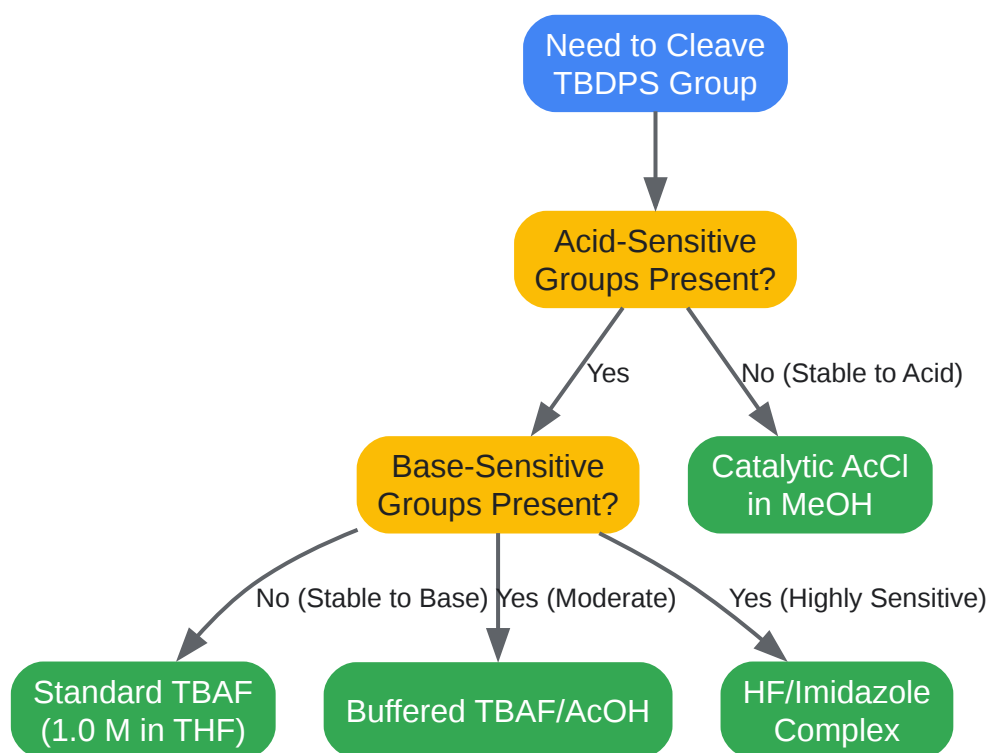 Need to Cleave
TBDPS Group
Acid-Sensitive
Groups Present?
Yes
No (Stable to Acid)
Base-Sensitive
Groups Present?
Catalytic AcCl
in MeOH
No (Stable to Base)
Yes (Moderate)
Yes (Highly Sensitive)
Standard TBAF
(1.0 M in THF)
Buffered TBAF/AcOH
HF/Imidazole
Complex